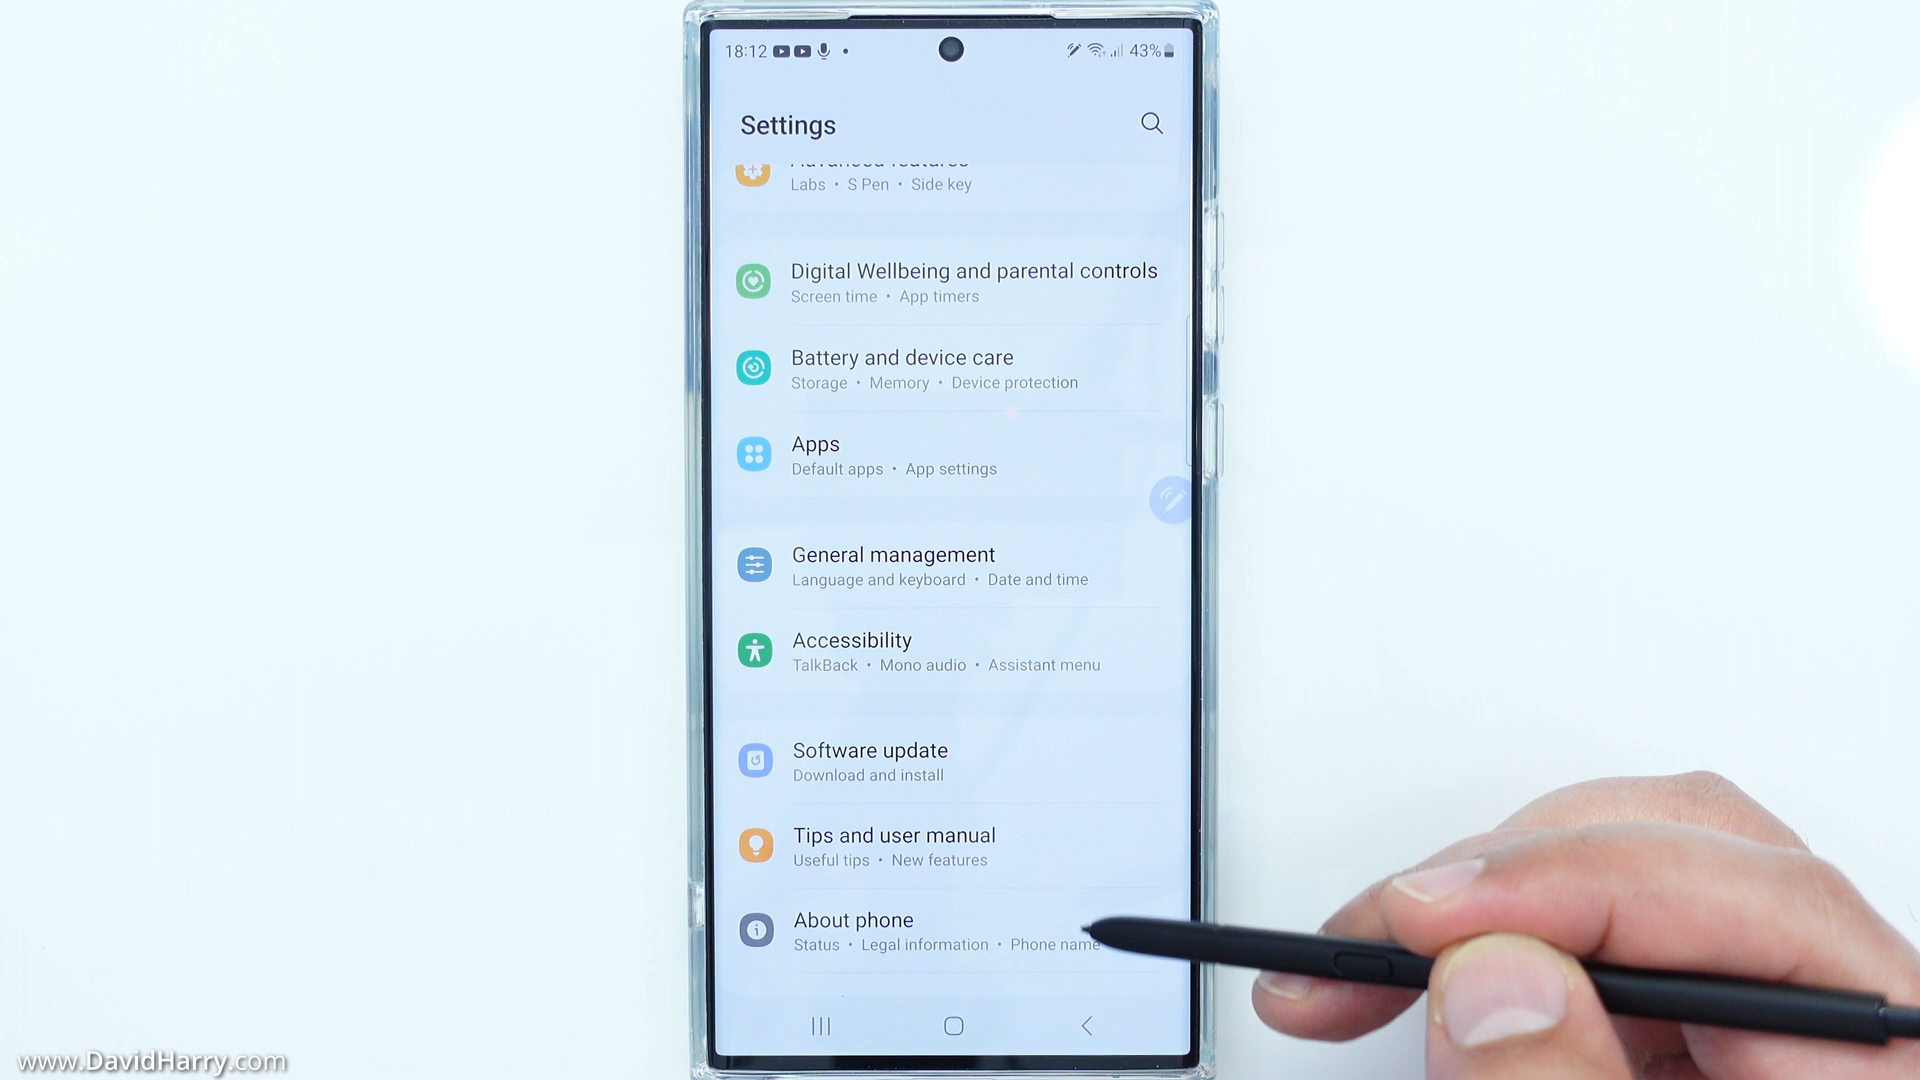 18:12
43%
Settings
Advanced features
Labs • S Pen • Side key
Digital Wellbeing and parental controls
Screen time • App timers
Battery and device care
Storage • Memory • Device protection
Apps
Default apps • App settings
General management
Language and keyboard • Date and time
Accessibility
TalkBack • Mono audio • Assistant menu
Software update
Download and install
Tips and user manual
Useful tips • New features
About phone
Status • Legal information • Phone name
www.DavidHarry.com